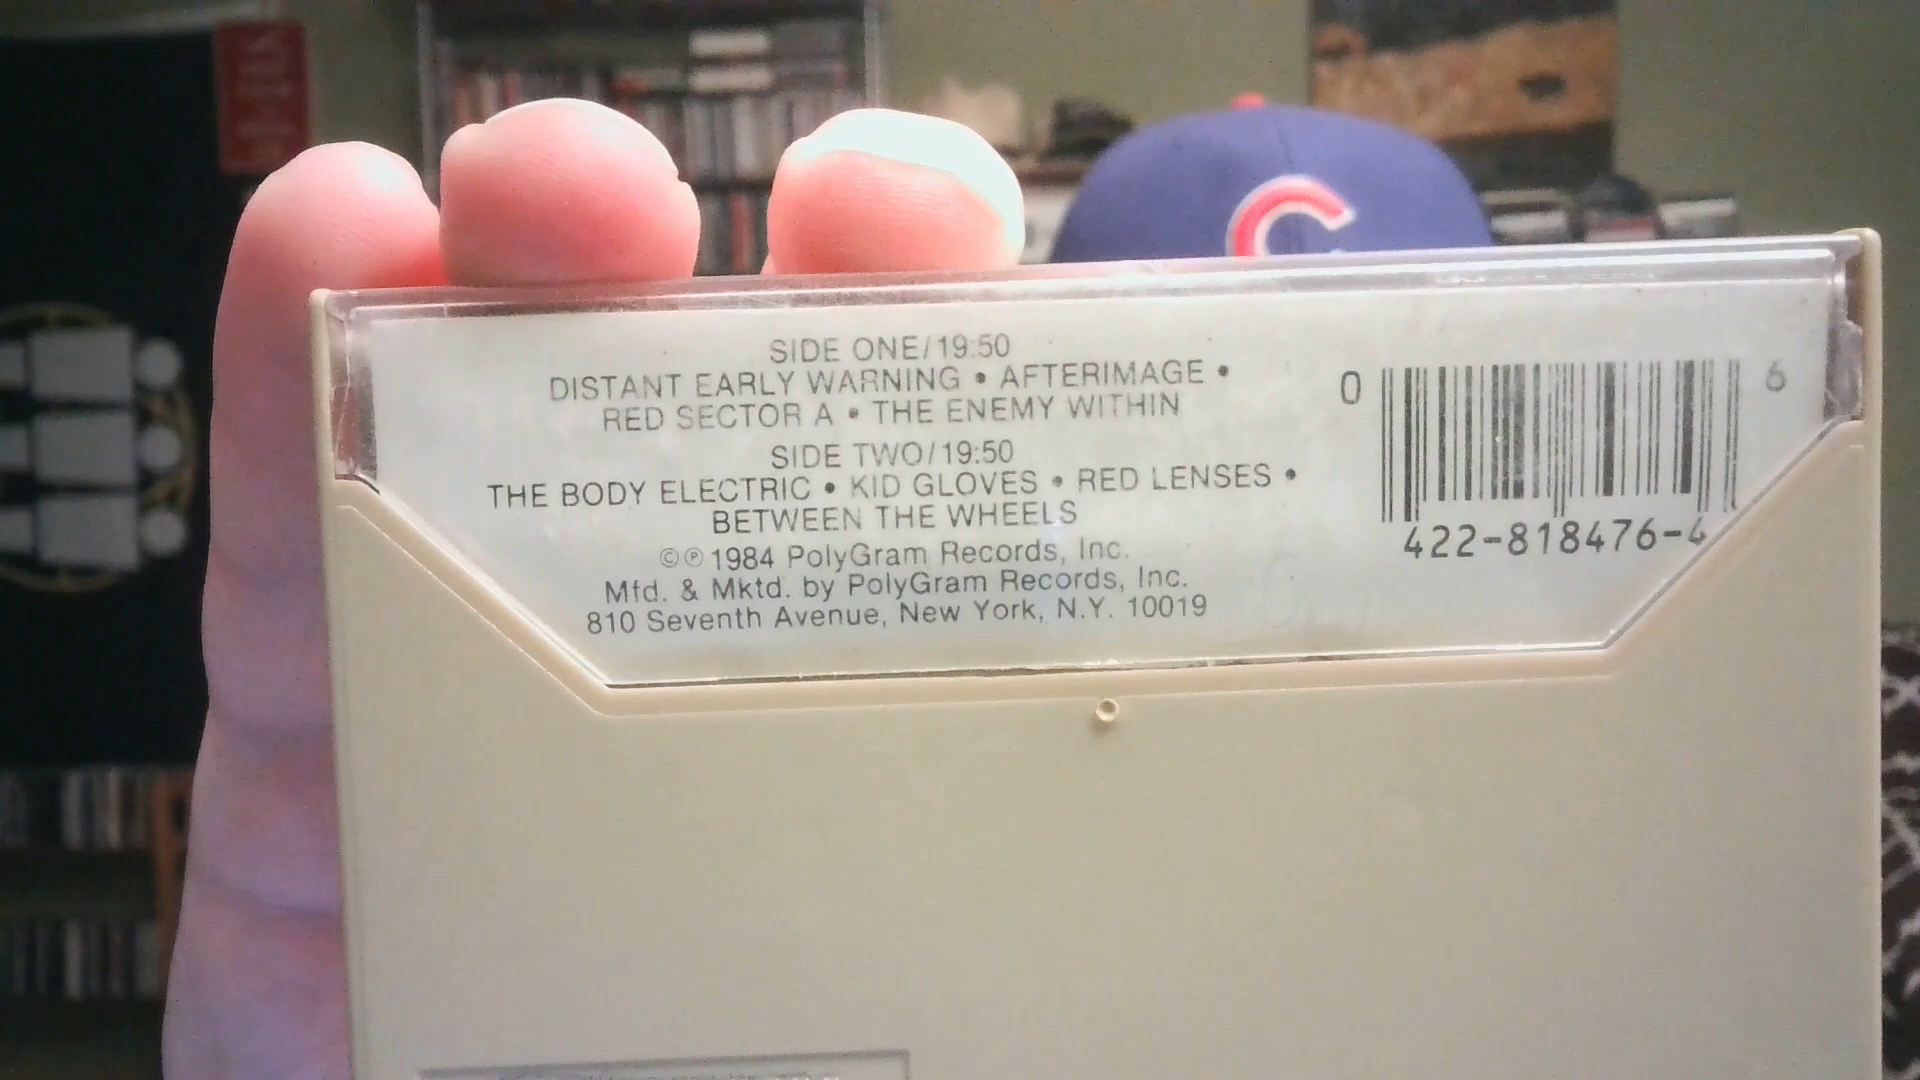 C
SIDE ONE/19:50
DISTANT EARLY WARNING • AFTERIMAGE •
RED SECTOR A • THE ENEMY WITHIN
SIDE TWO/19:50
THE BODY ELECTRIC • KID GLOVES • RED LENSES •
BETWEEN THE WHEELS
©℗ 1984 PolyGram Records, Inc.
Mfd. & Mktd. by PolyGram Records, Inc.
810 Seventh Avenue, New York, N.Y. 10019
0 6
422-818476-4